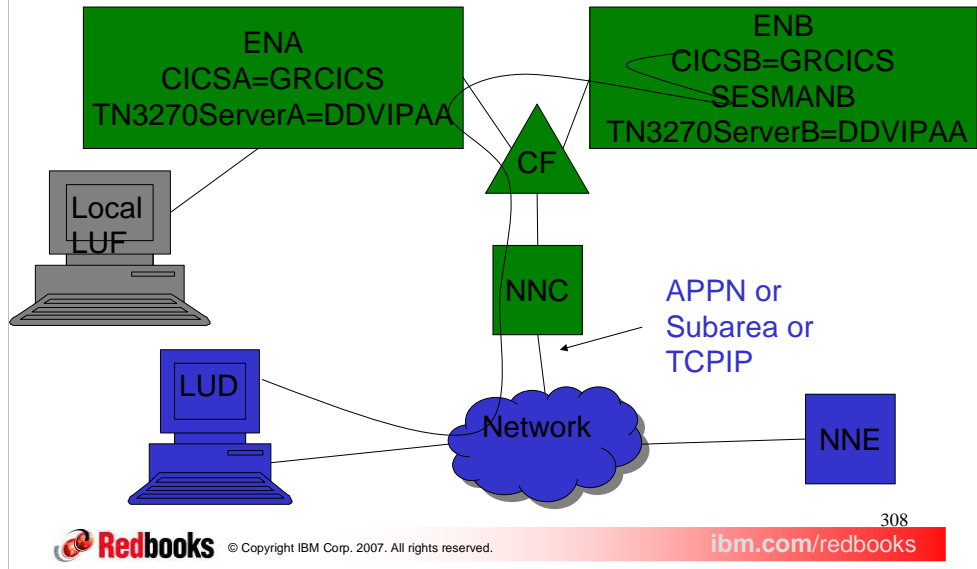 ENA
CICSA=GRCICS
TN3270ServerA=DDVIPAA
ENB
CICSB=GRCICS
SESMANB
TN3270ServerB=DDVIPAA
CF
Local
LUF
NNC
APPN or
Subarea or
TCPIP
LUD
Network
NNE
308
Redbooks
© Copyright IBM Corp. 2007. All rights reserved.
ibm.com/redbooks